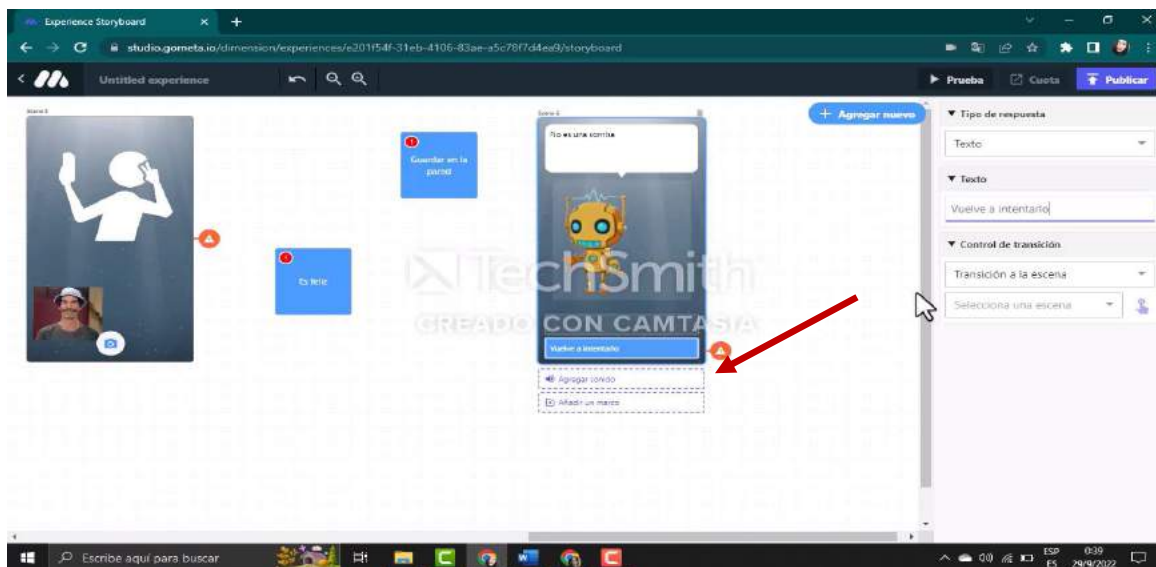 Experience Storyboard
studio.gometa.io/dimension/experiences/e201f54f-31eb-4106-83ae-a5c78f7d4ea9/storyboard
Untitled experience
Prueba
Cuota
Publicar
+ Agregar nuevo
No es una sonrisa
Guardar en la
pared
Es feliz
TechSmith
CREADO CON CAMTASIA
Vuelve a intentarlo
Agregar sonido
Añadir un marco
Tipo de respuesta
Texto
Texto
Vuelve a intentarlo
Control de transición
Transición a la escena
Selecciona una escena
Escribe aquí para buscar
ESP
ES
0:39
29/9/2022